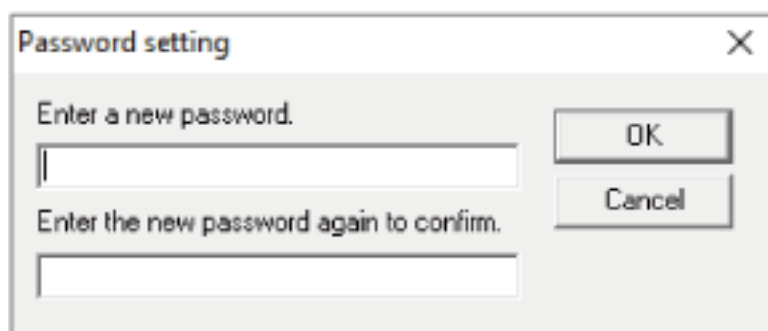 Password setting
Enter a new password.
OK
Cancel
Enter the new password again to confirm.